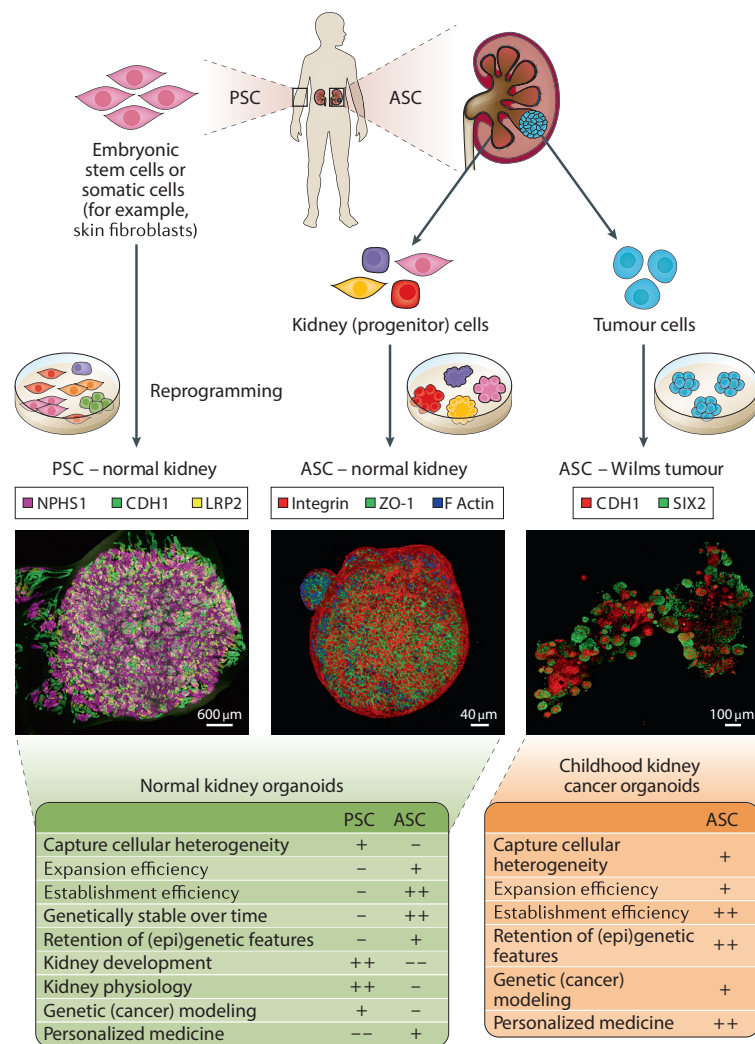 PSC
ASC
Embryonic
stem cells or
somatic cells
(for example,
skin fibroblasts)
Kidney (progenitor) cells
Tumour cells
Reprogramming
PSC – normal kidney
ASC – normal kidney
ASC – Wilms tumour
NPHS1 CDH1 LRP2
Integrin ZO-1 F Actin
CDH1 SIX2
600 µm
40 µm
100 µm
Normal kidney organoids
PSC ASC
Capture cellular heterogeneity + –
Expansion efficiency – +
Establishment efficiency – ++
Genetically stable over time – ++
Retention of (epi)genetic features – +
Kidney development ++ ––
Kidney physiology ++ –
Genetic (cancer) modeling + –
Personalized medicine –– +
Childhood kidney
cancer organoids
ASC
Capture cellular
heterogeneity +
Expansion efficiency +
Establishment efficiency ++
Retention of (epi)genetic
features ++
Genetic (cancer)
modeling +
Personalized medicine ++